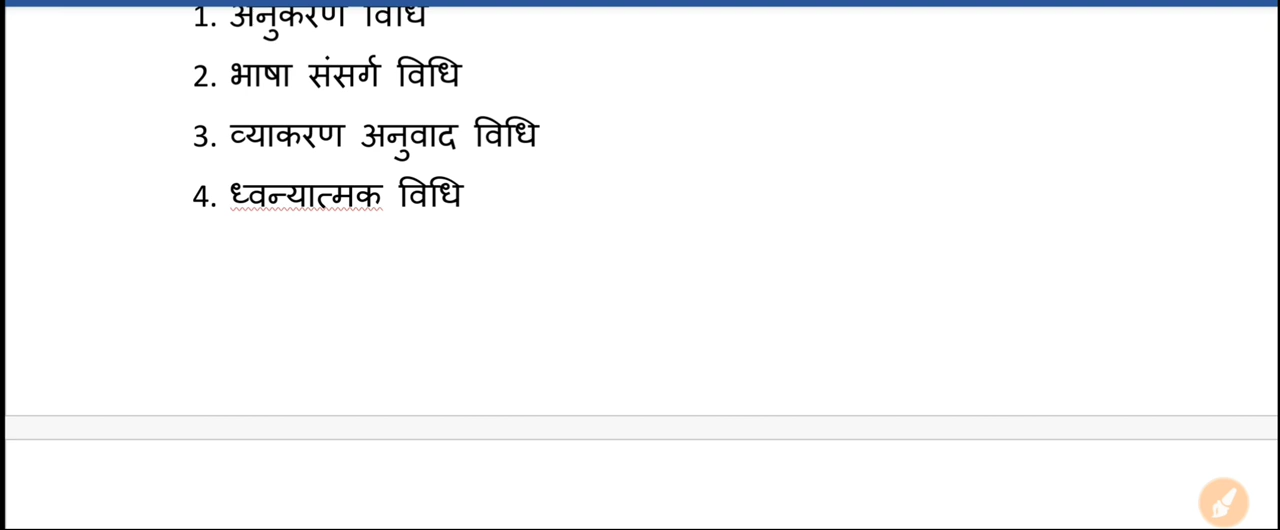 1. अनुकरण विधि
2. भाषा संसर्ग विधि
3. व्याकरण अनुवाद विधि
4. ध्वन्यात्मक विधि